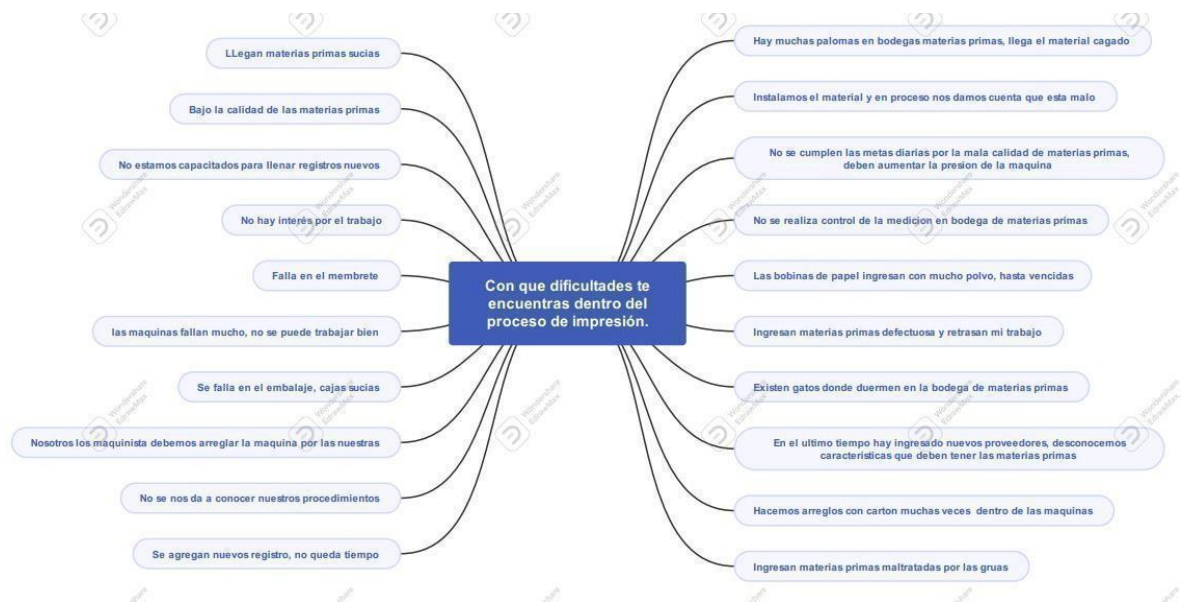 LLegan materias primas sucias
Bajo la calidad de las materias primas
No estamos capacitados para llenar registros nuevos
No hay interés por el trabajo
Falla en el membrete
las maquinas fallan mucho, no se puede trabajar bien
Se falla en el embalaje, cajas sucias
Nosotros los maquinista debemos arreglar la maquina por las nuestras
No se nos da a conocer nuestros procedimientos
Se agregan nuevos registro, no queda tiempo
Con que dificultades te
encuentras dentro del
proceso de impresión.
Hay muchas palomas en bodegas materias primas, llega el material cagado
Instalamos el material y en proceso nos damos cuenta que esta malo
No se cumplen las metas diarias por la mala calidad de materias primas,
deben aumentar la presion de la maquina
No se realiza control de la medicion en bodega de materias primas
Las bobinas de papel ingresan con mucho polvo, hasta vencidas
Ingresan materias primas defectuosa y retrasan mi trabajo
Existen gatos donde duermen en la bodega de materias primas
En el ultimo tiempo hay ingresado nuevos proveedores, desconocemos
caracteristicas que deben tener las materias primas
Hacemos arreglos con carton muchas veces dentro de las maquinas
Ingresan materias primas maltratadas por las gruas
Wondershare
EdrawMax